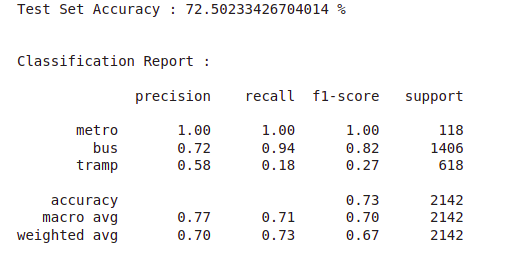 Test Set Accuracy : 72.50233426704014 %
Classification Report :
precision recall f1-score support
metro 1.00 1.00 1.00 118
bus 0.72 0.94 0.82 1406
tramp 0.58 0.18 0.27 618
accuracy 0.73 2142
macro avg 0.77 0.71 0.70 2142
weighted avg 0.70 0.73 0.67 2142